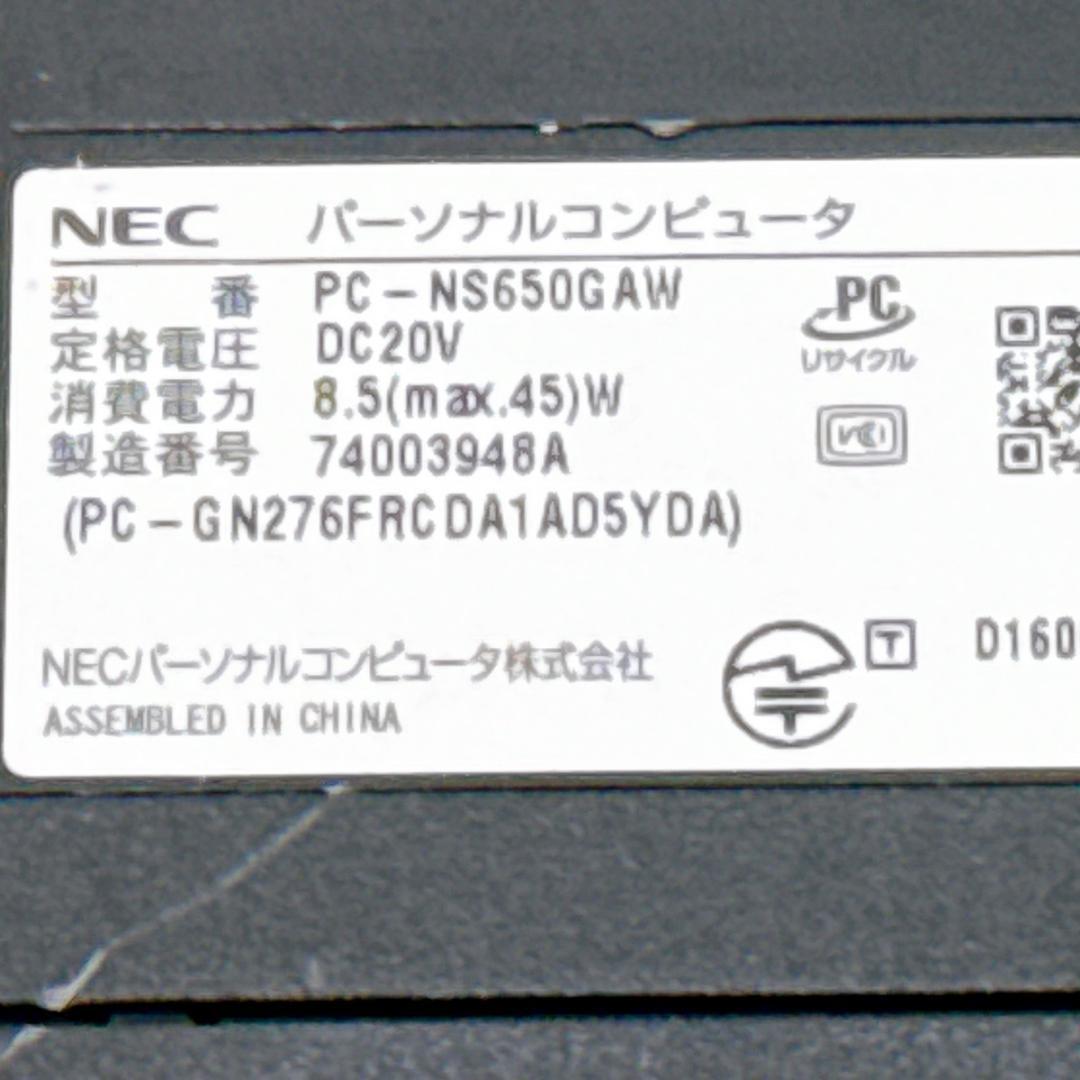 NEC パーソナルコンピュータ
型番 PC-NS650GAW
定格電圧 DC20V
消費電力 8.5(max.45)W
製造番号 74003948A
(PC-GN276FRCDA1AD5YDA)
PC
リサイクル
VCCI
NECパーソナルコンピュータ株式会社
ASSEMBLED IN CHINA
T D160